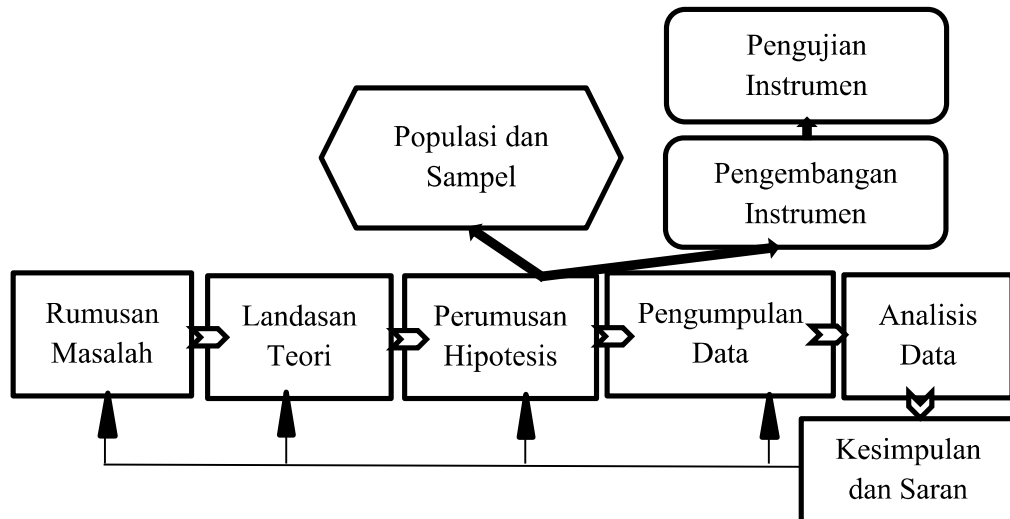 Pengujian
Instrumen
Populasi dan
Sampel
Pengembangan
Instrumen
Rumusan
Masalah
Landasan
Teori
Perumusan
Hipotesis
Pengumpulan
Data
Analisis
Data
Kesimpulan
dan Saran